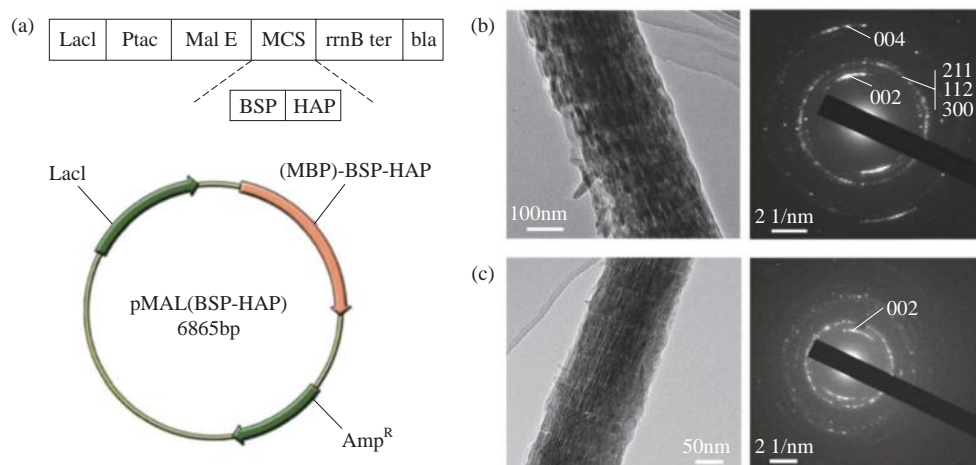 (a)
LacI Ptac Mal E MCS rrnB ter bla
BSP HAP
LacI
(MBP)-BSP-HAP
pMAL(BSP-HAP)
6865bp
Amp^R
(b)
100nm
004
211
112
300
002
2 1/nm
(c)
50nm
002
2 1/nm